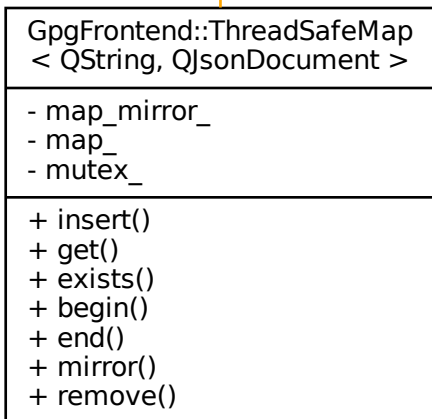 GpgFrontend::ThreadSafeMap
< QString, QJsonDocument >
- map_mirror_
- map_
- mutex_
+ insert()
+ get()
+ exists()
+ begin()
+ end()
+ mirror()
+ remove()